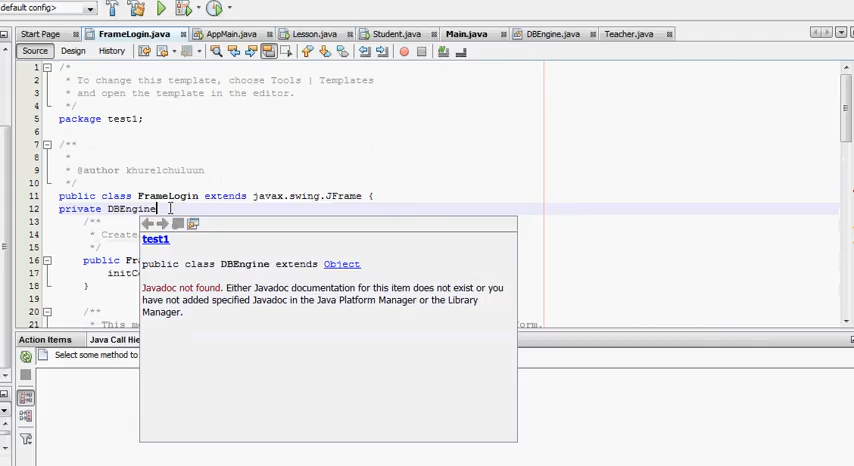 default config>
Start Page FrameLogin.java AppMain.java Lesson.java Student.java Main.java DBEngine.java Teacher.java
Source Design History
1 /*
2 * To change this template, choose Tools | Templates
3 * and open the template in the editor.
4 */
5 package test1;
6
7 /**
8 *
9 * @author khurelchuluun
10 */
11 public class FrameLogin extends javax.swing.JFrame {
12 private DBEngine
13 /**
14 * Create
15 */
16 public Fr
17 initCo
18 }
19
20 /**
21 * This me
test1
public class DBEngine extends Object
Javadoc not found. Either Javadoc documentation for this item does not exist or you
have not added specified Javadoc in the Java Platform Manager or the Library
Manager.
orm.
Action Items Java Call Hie
Select some method to